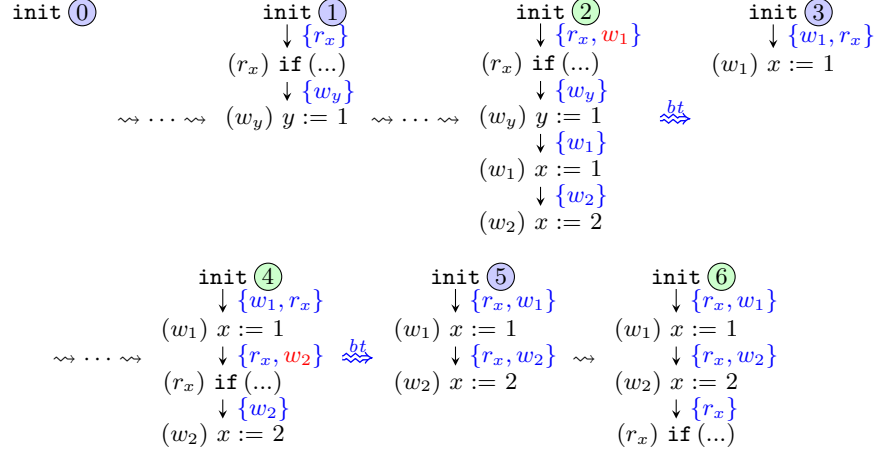 init 0 init 1 init 2 init 3
↓ {r_x} ↓ {r_x, w_1} ↓ {w_1, r_x}
(r_x) if (...) (r_x) if (...) (w_1) x := 1
↓ {w_y} ↓ {w_y}
⇝ ⋯ ⇝ (w_y) y := 1 ⇝ ⋯ ⇝ (w_y) y := 1 bt
↓ {w_1}
(w_1) x := 1
↓ {w_2}
(w_2) x := 2
init 4 init 5 init 6
↓ {w_1, r_x} ↓ {r_x, w_1} ↓ {r_x, w_1}
(w_1) x := 1 (w_1) x := 1 (w_1) x := 1
⇝ ⋯ ⇝ ↓ {r_x, w_2} bt ↓ {r_x, w_2} ⇝ ↓ {r_x, w_2}
(r_x) if (...) (w_2) x := 2 (w_2) x := 2
↓ {w_2} ↓ {r_x}
(w_2) x := 2 (r_x) if (...)